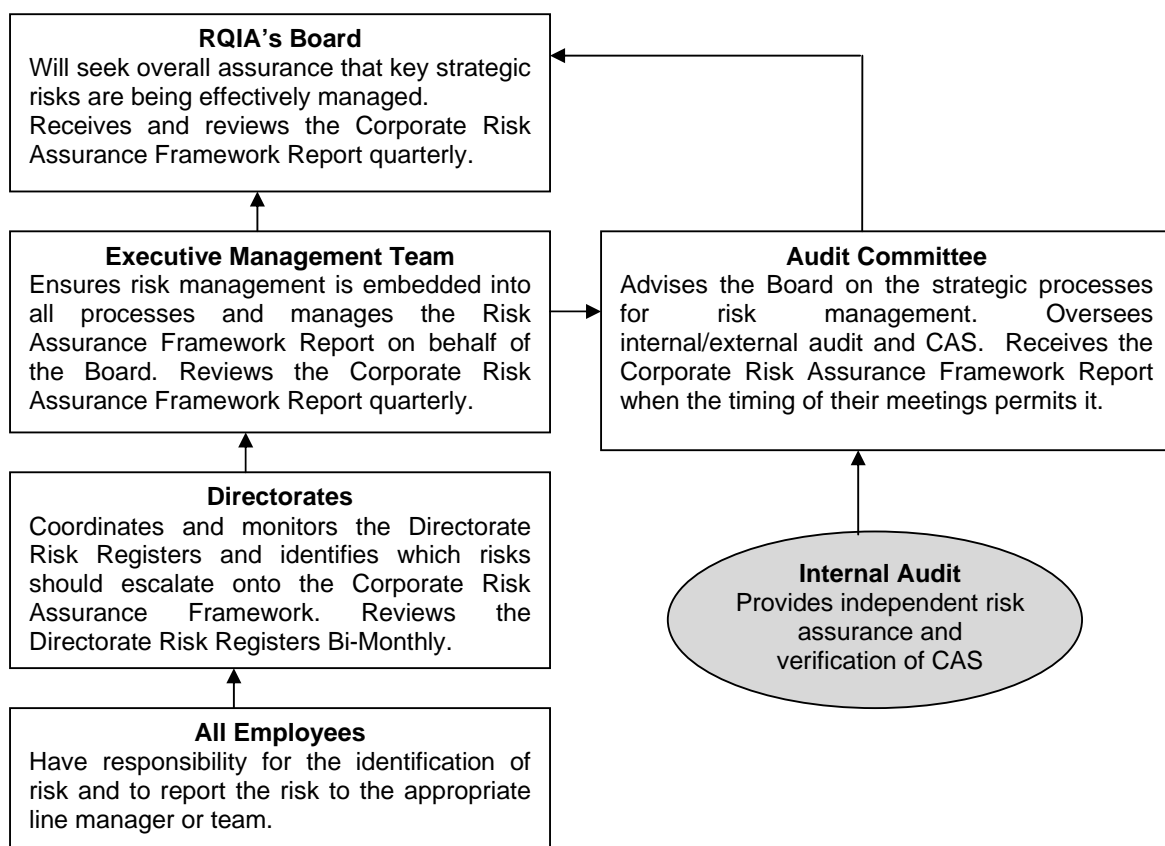 RQIA's Board
Will seek overall assurance that key strategic
risks are being effectively managed.
Receives and reviews the Corporate Risk
Assurance Framework Report quarterly.
Executive Management Team
Ensures risk management is embedded into
all processes and manages the Risk
Assurance Framework Report on behalf of
the Board. Reviews the Corporate Risk
Assurance Framework Report quarterly.
Audit Committee
Advises the Board on the strategic processes
for risk management. Oversees
internal/external audit and CAS. Receives the
Corporate Risk Assurance Framework Report
when the timing of their meetings permits it.
Directorates
Coordinates and monitors the Directorate
Risk Registers and identifies which risks
should escalate onto the Corporate Risk
Assurance Framework. Reviews the
Directorate Risk Registers Bi-Monthly.
Internal Audit
Provides independent risk
assurance and
verification of CAS
All Employees
Have responsibility for the identification of
risk and to report the risk to the appropriate
line manager or team.